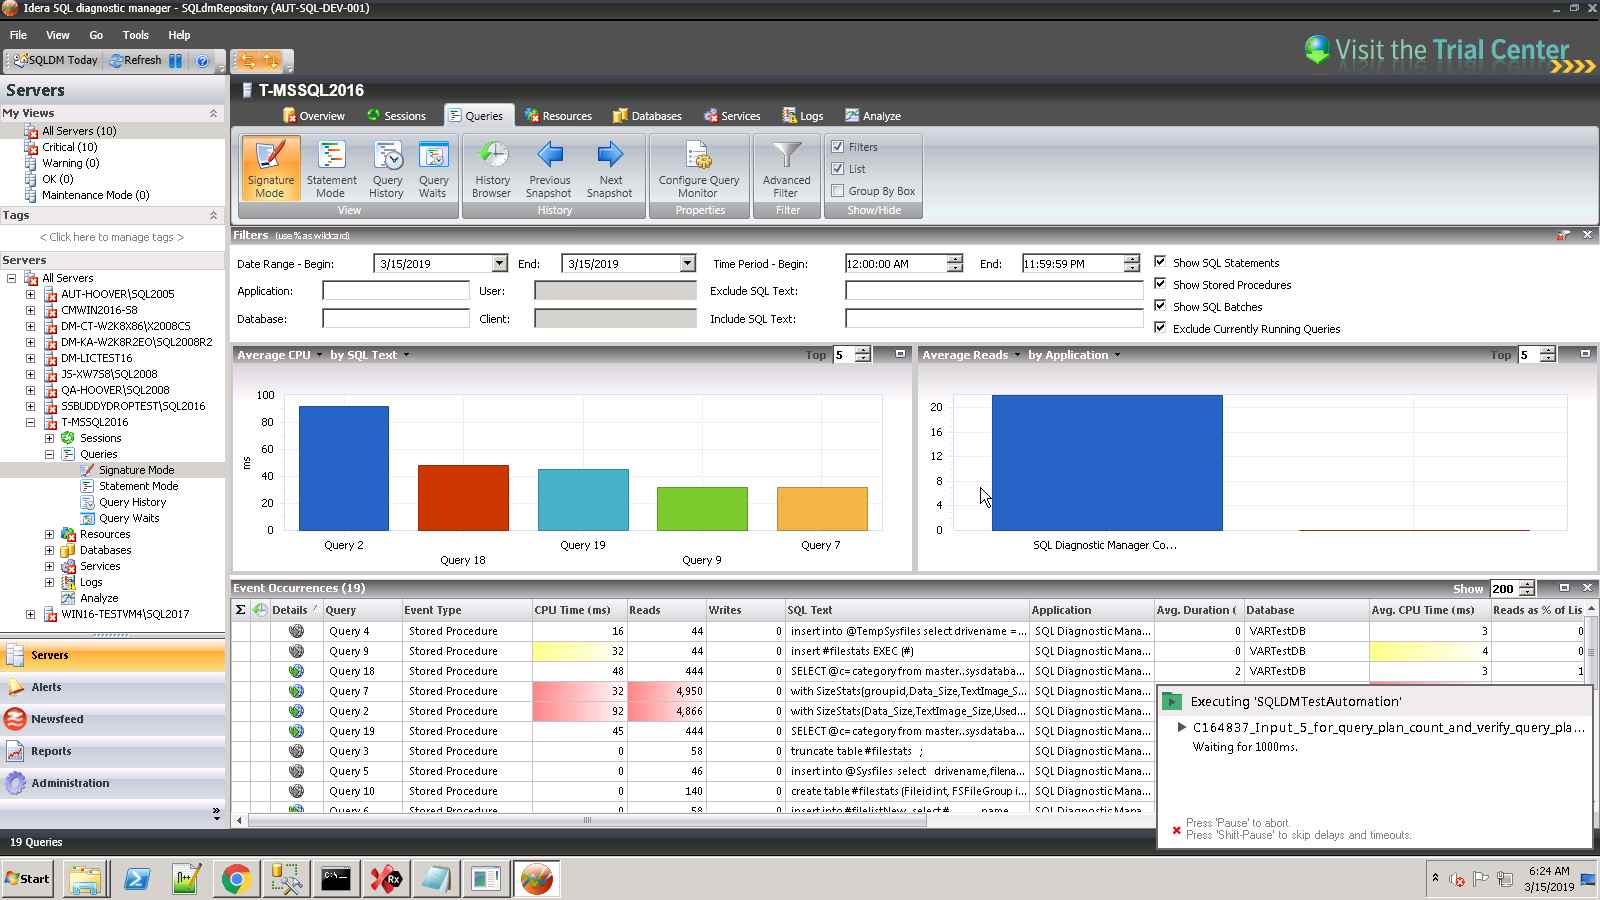 Idera SQL diagnostic manager - SQLdmRepository (AUT-SQL-DEV-001)
File View Go Tools Help
SQLDM Today Refresh
Visit the Trial Center
Servers
My Views
All Servers (10)
Critical (10)
Warning (0)
OK (0)
Maintenance Mode (0)
Tags
< Click here to manage tags >
Servers
All Servers
AUT-HOOVER\SQL2005
CMWIN2016-58
DM-CT-W2K8X86\X2008CS
DM-KA-W2K8R2EO\SQL2008R2
DM-LICTEST16
JS-XW7S8\SQL2008
QA-HOOVER\SQL2008
SSBUDDYDROPTEST\SQL2016
T-MSSQL2016
Sessions
Queries
Signature Mode
Statement Mode
Query History
Query Waits
Resources
Databases
Services
Logs
Analyze
WIN16-TESTVM4\SQL2017
Servers
Alerts
Newsfeed
Reports
Administration
T-MSSQL2016
Overview Sessions Queries Resources Databases Services Logs Analyze
Signature Mode
Statement Mode
Query History
Query Waits
View
History Browser
Previous Snapshot
Next Snapshot
History
Configure Query Monitor
Properties
Advanced Filter
Filter
Filters
List
Group By Box
Show/Hide
Filters (use % as wildcard)
Date Range - Begin: 3/15/2019 End: 3/15/2019 Time Period - Begin: 12:00:00 AM End: 11:59:59 PM Show SQL Statements
Show Stored Procedures
Application: User: Exclude SQL Text:
Show SQL Batches
Database: Client: Include SQL Text:
Exclude Currently Running Queries
Average CPU by SQL Text Top 5
100
80
60
40
20
0
ms
Query 2 Query 18 Query 19 Query 9 Query 7
Average Reads by Application Top 5
20
16
12
8
4
0
SQL Diagnostic Manager Co...
Event Occurrences (19) Show 200
Σ Details Query Event Type CPU Time (ms) Reads Writes SQL Text Application Avg. Duration ( Database Avg. CPU Time (ms) Reads as % of Lis
Query 4 Stored Procedure 16 44 0 insert into @TempSysfiles select drivename = ... SQL Diagnostic Mana... 0 VARTestDB 3 0
Query 9 Stored Procedure 32 44 0 insert #filestats EXEC (#) SQL Diagnostic Mana... 0 VARTestDB 4 0
Query 18 Stored Procedure 48 444 0 SELECT @c= category from master..sysdataba... SQL Diagnostic Mana... 2 VARTestDB 3 1
Query 7 Stored Procedure 32 4,950 0 with SizeStats(groupid,Data_Size,TextImage_S... SQL Diagnostic Mana...
Query 2 Stored Procedure 92 4,866 0 with SizeStats(Data_Size,TextImage_Size,Used... SQL Diagnostic Mana...
Query 19 Stored Procedure 45 444 0 SELECT @c= category from master..sysdataba... SQL Diagnostic Mana...
Query 3 Stored Procedure 0 58 0 truncate table #filestats ; SQL Diagnostic Mana...
Query 5 Stored Procedure 0 46 0 insert into @Sysfiles select drivename,filena... SQL Diagnostic Mana...
Query 10 Stored Procedure 0 140 0 create table #filestats (Fileid int, FSFileGroup i... SQL Diagnostic Mana...
Query 6 Stored Procedure 0 58 0 insert into #filelistNew select # name SQL Diagnostic Mana...
Executing 'SQLDMTestAutomation'
C164837_Input_5_for_query_plan_count_and_verify_query_pla...
Waiting for 1000ms.
Press 'Pause' to abort.
Press 'Shift-Pause' to skip delays and timeouts.
19 Queries
Start
C:\
Rx
6:24 AM
3/15/2019